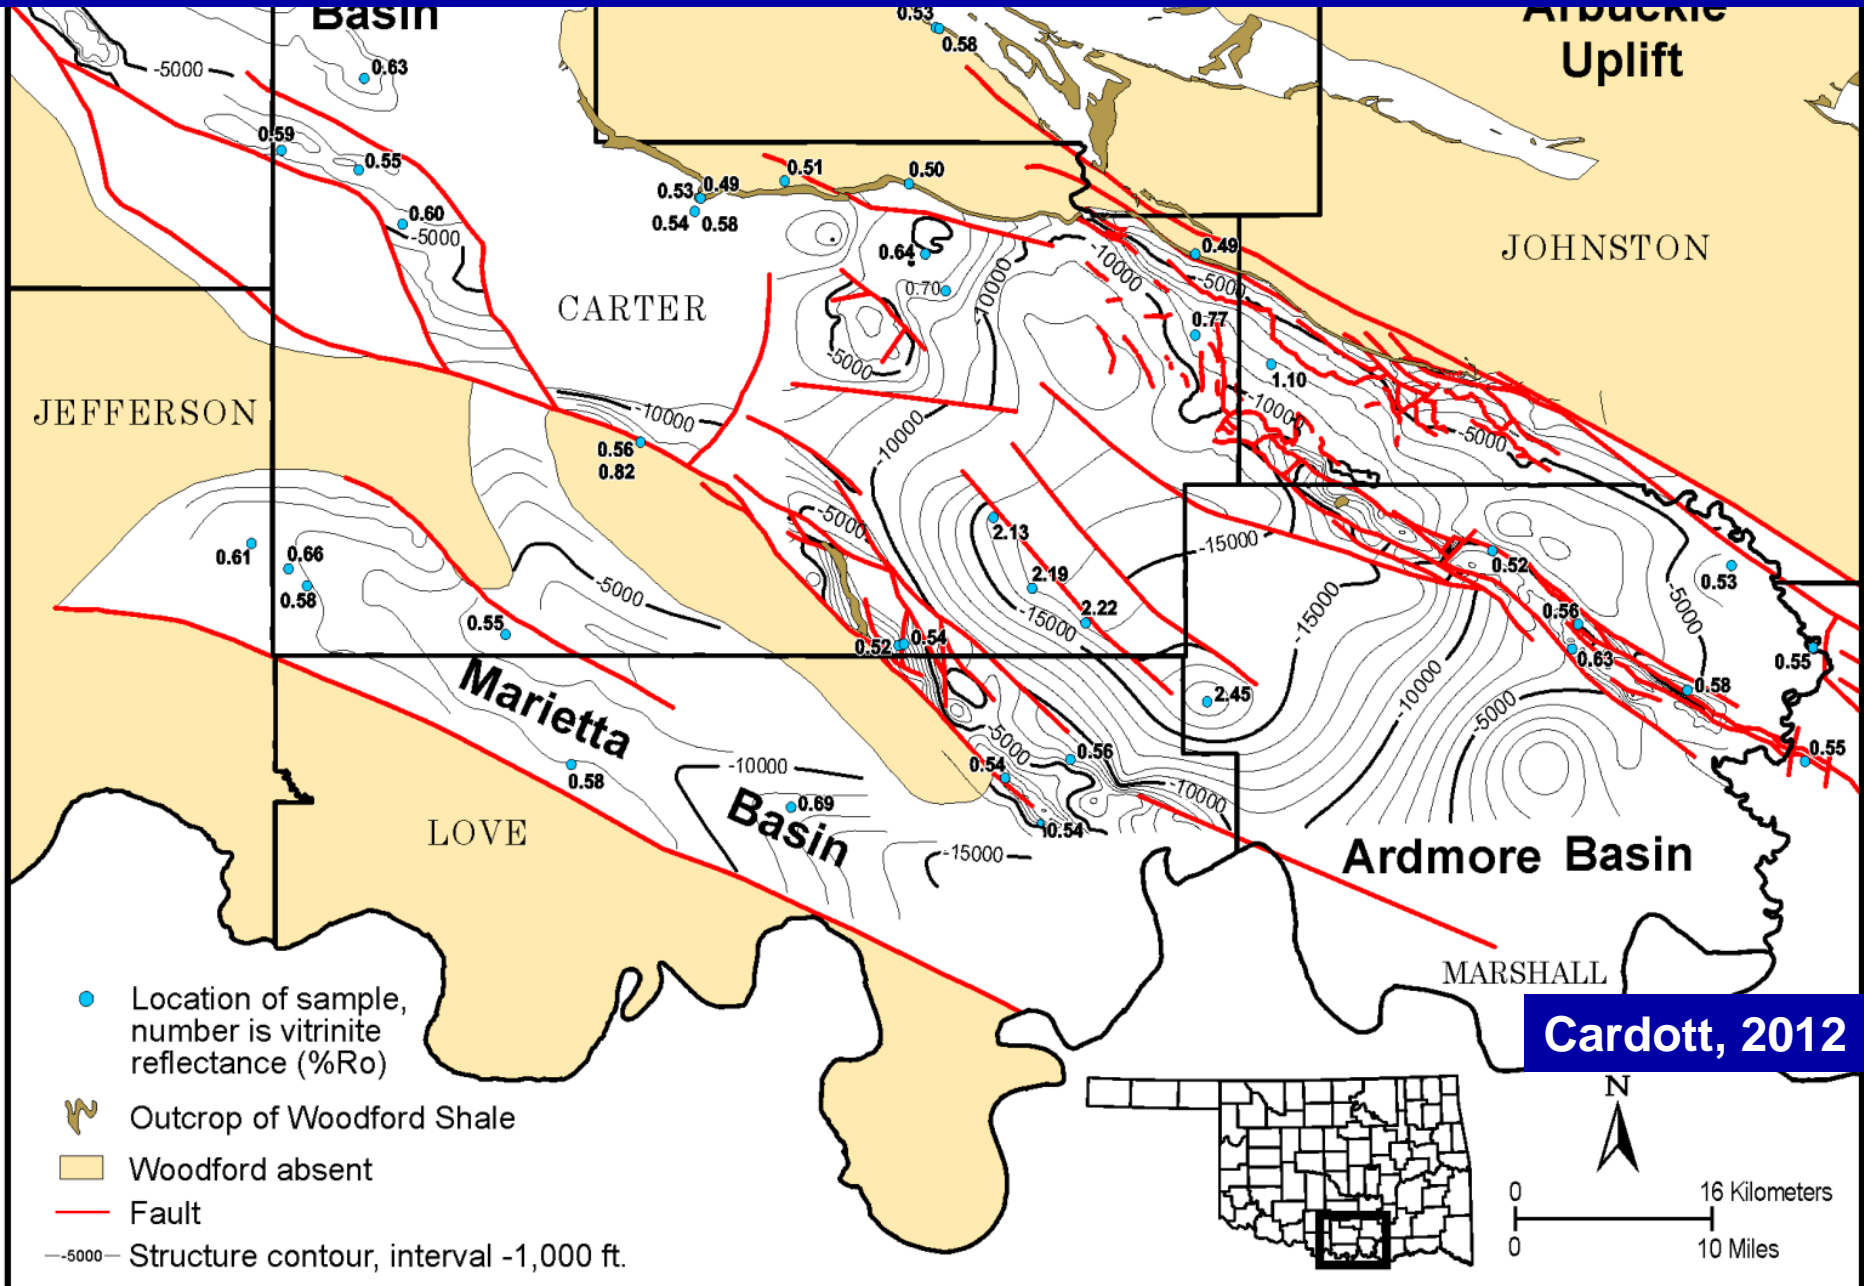 Basin
Arbuckle
Uplift
0.53
0.58
-5000
0.63
0.59
0.55
0.51
0.50
0.53
0.49
0.54
0.58
0.60
-5000
0.64
0.70
-10000
-10000
0.49
-5000
JOHNSTON
CARTER
0.77
-5000
1.10
-10000
JEFFERSON
-10000
-10000
-5000
0.56
0.82
-5000
2.13
-15000
0.52
0.53
0.61
0.66
0.58
-5000
2.19
-15000
-5000
0.56
2.22
-15000
0.55
0.52
0.54
0.63
0.55
Marietta
2.45
-10000
0.58
-5000
-5000
0.56
0.55
0.58
-10000
0.54
-10000
0.69
Basin
0.54
LOVE
-15000
Ardmore Basin
MARSHALL
Cardott, 2012
Location of sample,
number is vitrinite
reflectance (%Ro)
Outcrop of Woodford Shale
Woodford absent
Fault
-5000 Structure contour, interval -1,000 ft.
N
0 16 Kilometers
0 10 Miles